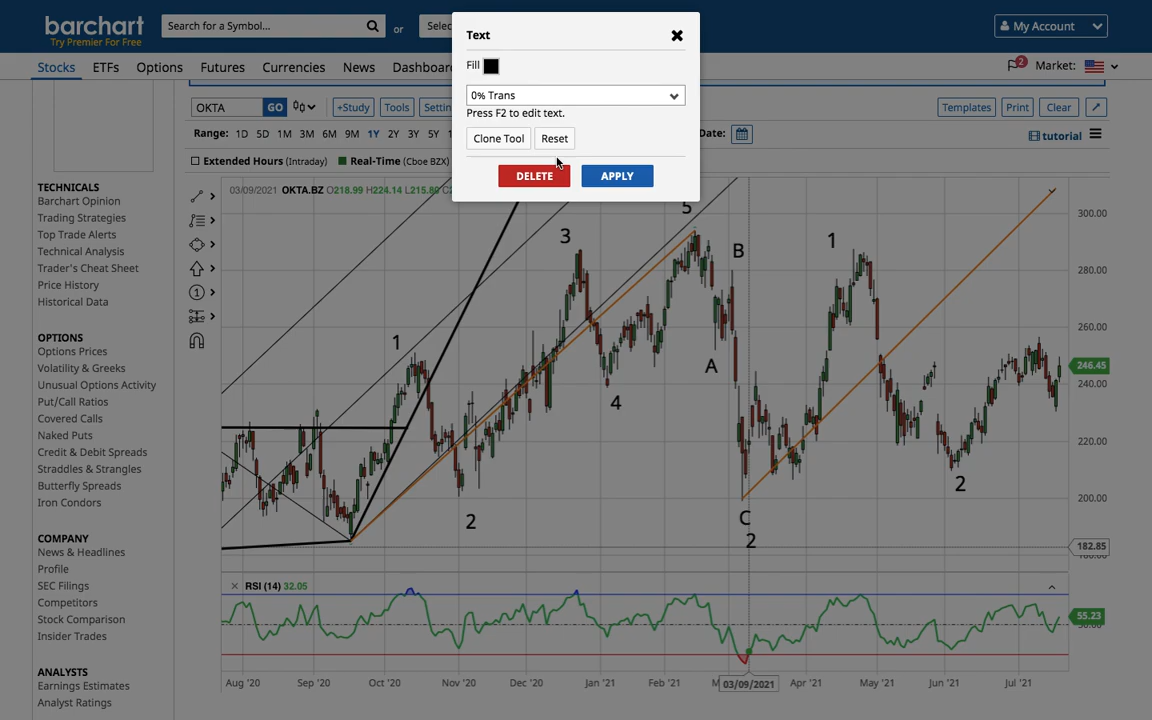 barchart
Try Premier For Free
Search for a Symbol...
or
Selec
My Account
Stocks
ETFs
Options
Futures
Currencies
News
Dashboar
2
Market:
Text
Fill
0% Trans
Press F2 to edit text.
Clone Tool
Reset
DELETE
APPLY
OKTA
GO
+Study
Tools
Settin
Templates
Print
Clear
Range:
1D 5D 1M 3M 6M 9M 1Y 2Y 3Y 5Y
Date:
tutorial
Extended Hours (Intraday)
Real-Time (Cboe BZX)
03/09/2021 OKTA.BZ O218.99 H224.14 L215.80
TECHNICALS
Barchart Opinion
Trading Strategies
Top Trade Alerts
Technical Analysis
Trader's Cheat Sheet
Price History
Historical Data
OPTIONS
Options Prices
Volatility & Greeks
Unusual Options Activity
Put/Call Ratios
Covered Calls
Naked Puts
Credit & Debit Spreads
Straddles & Strangles
Butterfly Spreads
Iron Condors
COMPANY
News & Headlines
Profile
SEC Filings
Competitors
Stock Comparison
Insider Trades
ANALYSTS
Earnings Estimates
Analyst Ratings
1
1
2
3
4
5
A
B
C
2
1
2
300.00
280.00
260.00
246.45
240.00
220.00
200.00
182.85
RSI (14) 32.05
55.23
Aug '20
Sep '20
Oct '20
Nov '20
Dec '20
Jan '21
Feb '21
M
03/09/2021
Apr '21
May '21
Jun '21
Jul '21